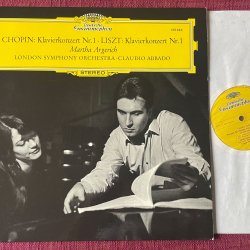 Deutsche
Grammophon
CHOPIN: Klavierkonzert Nr.1 · LISZT: Klavierkonzert Nr.1
Martha Argerich
LONDON SYMPHONY ORCHESTRA · CLAUDIO ABBADO
STEREO